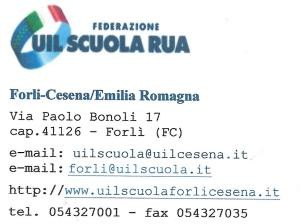 FEDERAZIONE
UIL SCUOLA RUA
Forlì-Cesena/Emilia Romagna
Via Paolo Bonoli 17
cap.41126 - Forlì (FC)
e-mail: uilscuola@uilcesena.it
e-mail: forli@uilscuola.it
http://www.uilscuolaforlicesena.it
tel. 054327001 - fax 054327035